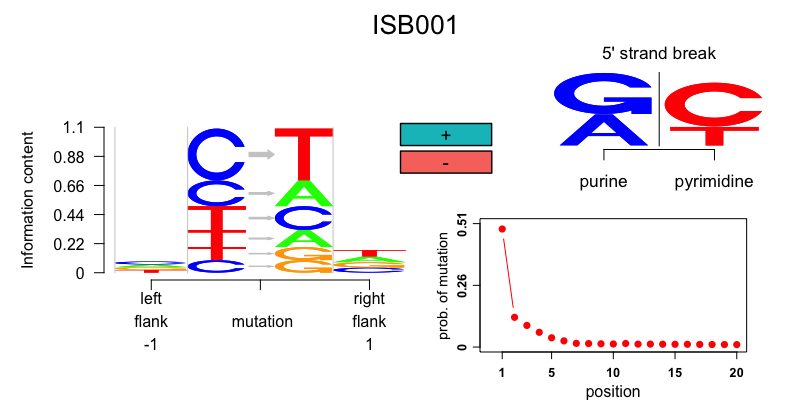 ISB001
5' strand break
G C
A T
purine pyrimidine
+
-
Information content
1.1
0.88
0.66
0.44
0.22
0
C T
C A
T C
T A
T G
C G
left
flank
-1
mutation
right
flank
1
prob. of mutation
0.51
0.26
0
1 5 10 15 20
position